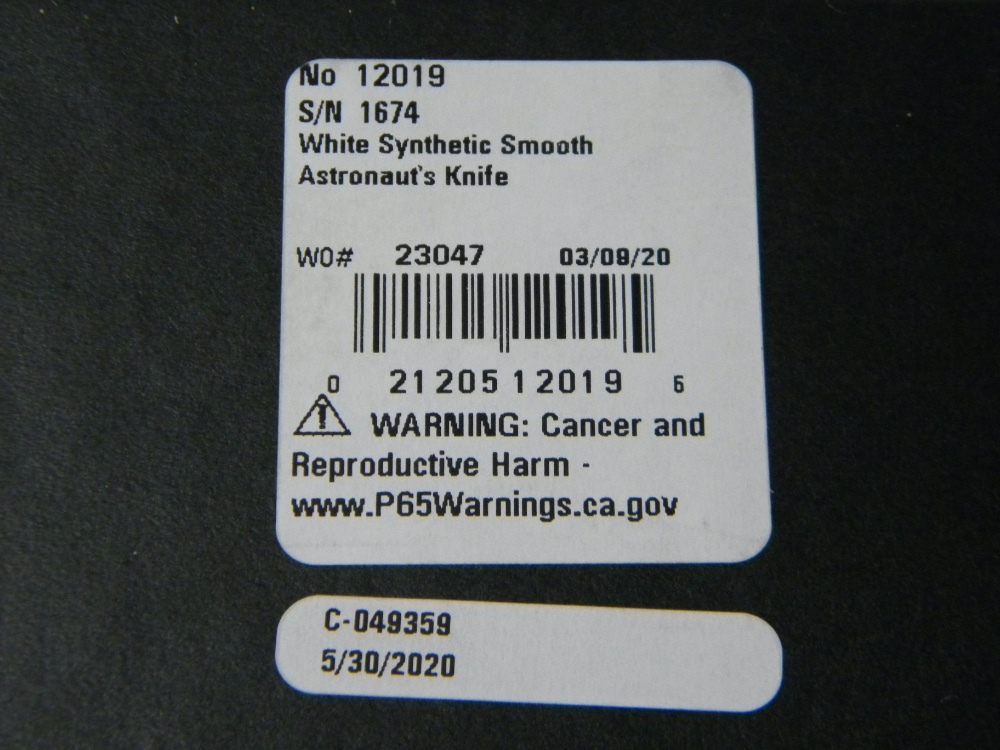 No 12019
S/N 1674
White Synthetic Smooth
Astronaut's Knife
WO# 23047 03/09/20
0 21205 12019 6
WARNING: Cancer and
Reproductive Harm -
www.P65Warnings.ca.gov
C-049359
5/30/2020